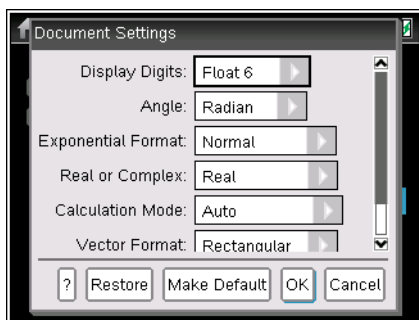 Document Settings
Display Digits: Float 6
Angle: Radian
Exponential Format: Normal
Real or Complex: Real
Calculation Mode: Auto
Vector Format: Rectangular
? Restore Make Default OK Cancel